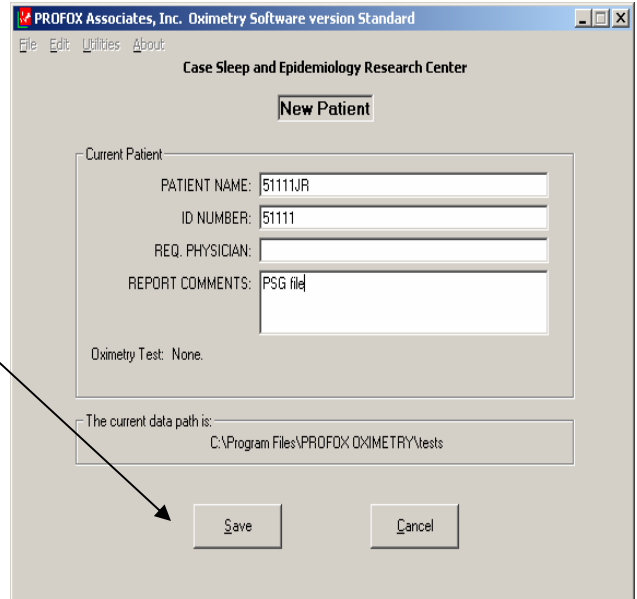 PROFOX Associates, Inc. Oximetry Software version Standard
File Edit Utilities About
Case Sleep and Epidemiology Research Center
New Patient
Current Patient
PATIENT NAME: 51111JR
ID NUMBER: 51111
REQ. PHYSICIAN:
REPORT COMMENTS: PSG file
Oximetry Test: None.
The current data path is:
C:\Program Files\PROFOX OXIMETRY\tests
Save Cancel